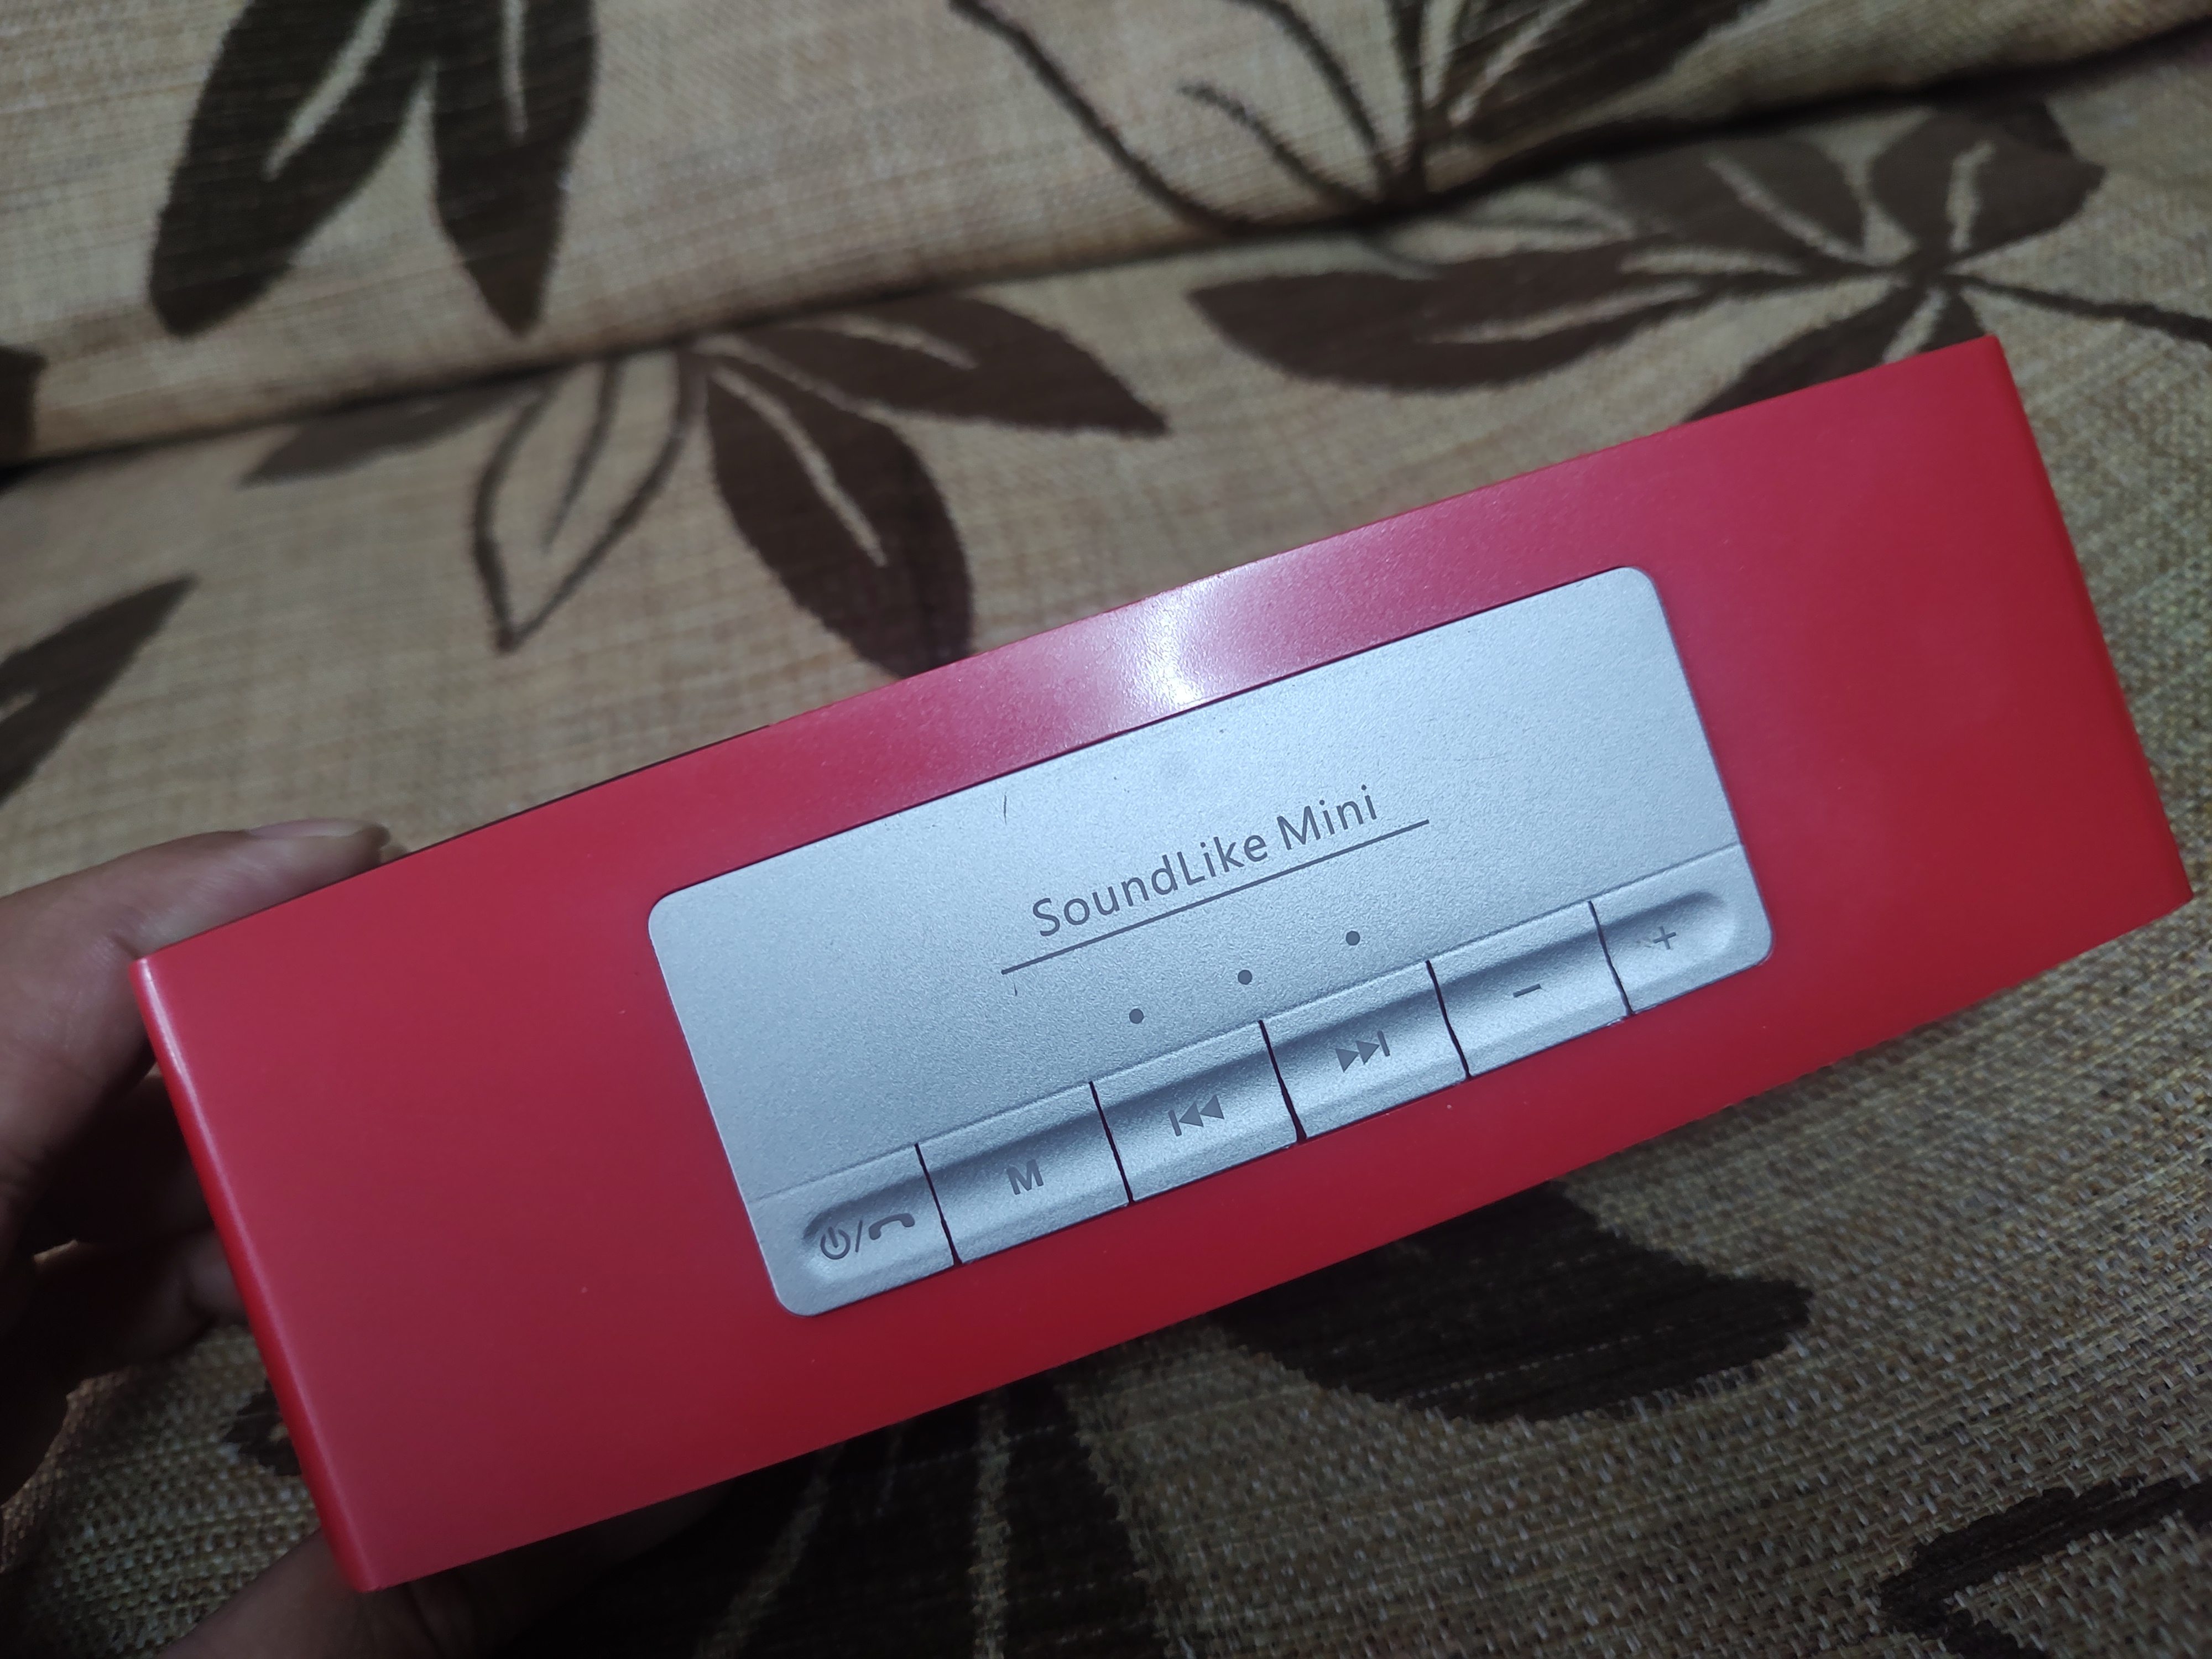 SoundLike Mini
⏻/ M ⏮ ⏭ − +